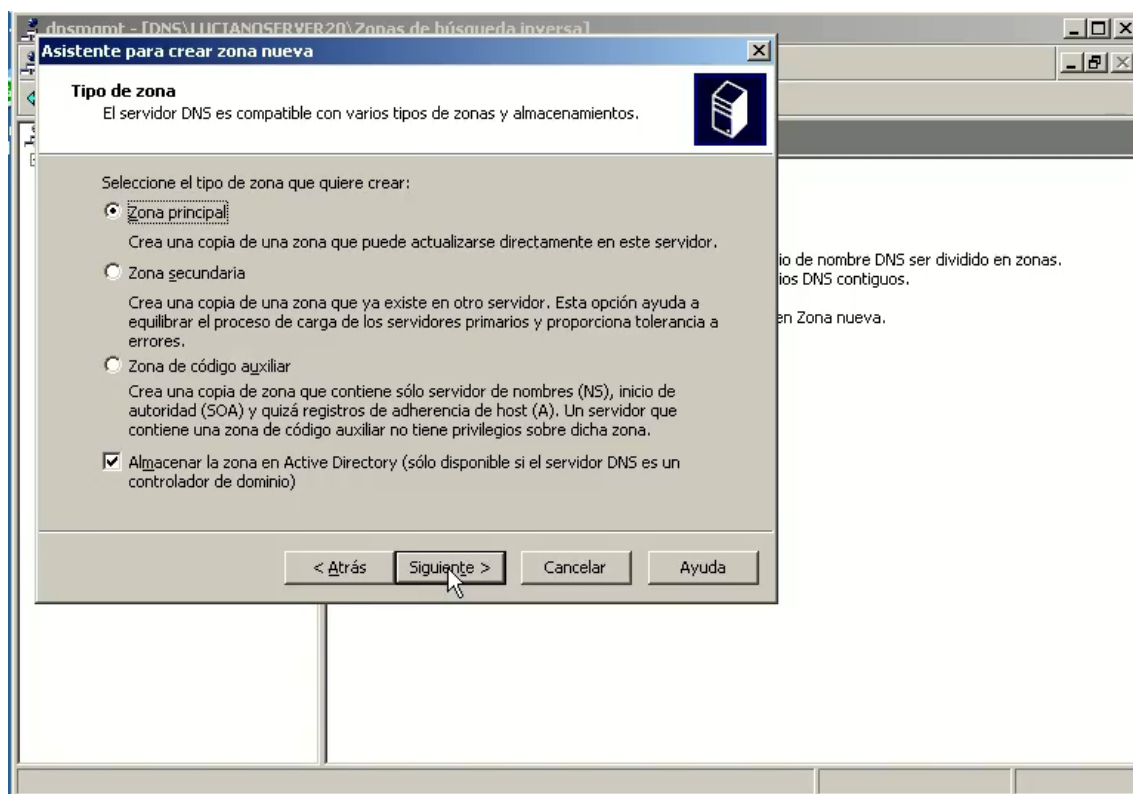 dnsmgmt - [DNS\LUCIANOSERVER20\Zonas de búsqueda inversa]
Asistente para crear zona nueva
Tipo de zona
El servidor DNS es compatible con varios tipos de zonas y almacenamientos.
Seleccione el tipo de zona que quiere crear:
Zona principal
Crea una copia de una zona que puede actualizarse directamente en este servidor.
Zona secundaria
Crea una copia de una zona que ya existe en otro servidor. Esta opción ayuda a
equilibrar el proceso de carga de los servidores primarios y proporciona tolerancia a
errores.
Zona de código auxiliar
Crea una copia de zona que contiene sólo servidor de nombres (NS), inicio de
autoridad (SOA) y quizá registros de adherencia de host (A). Un servidor que
contiene una zona de código auxiliar no tiene privilegios sobre dicha zona.
Almacenar la zona en Active Directory (sólo disponible si el servidor DNS es un
controlador de dominio)
< Atrás
Siguiente >
Cancelar
Ayuda
io de nombre DNS ser dividido en zonas.
ios DNS contiguos.
en Zona nueva.